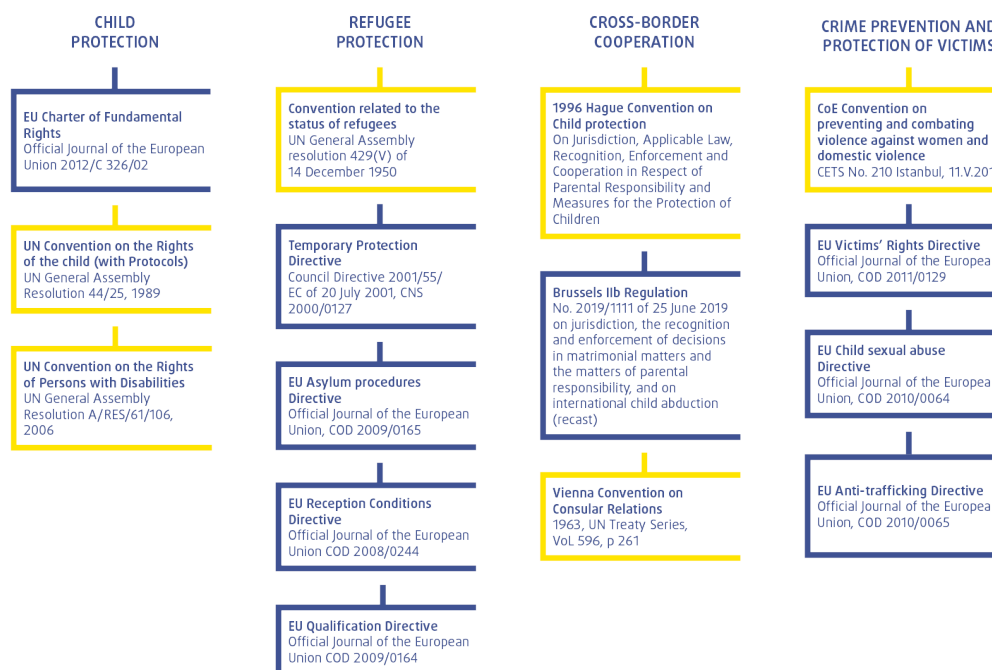 CHILD
PROTECTION
EU Charter of Fundamental
Rights
Official Journal of the European
Union 2012/C 326/02
UN Convention on the Rights
of the child (with Protocols)
UN General Assembly
Resolution 44/25, 1989
UN Convention on the Rights
of Persons with Disabilities
UN General Assembly
Resolution A/RES/61/106,
2006
REFUGEE
PROTECTION
Convention related to the
status of refugees
UN General Assembly
resolution 429(V) of
14 December 1950
Temporary Protection
Directive
Council Directive 2001/55/
EC of 20 July 2001, CNS
2000/0127
EU Asylum procedures
Directive
Official Journal of the European
Union, COD 2009/0165
EU Reception Conditions
Directive
Official Journal of the European
Union COD 2008/0244
EU Qualification Directive
Official Journal of the European
Union COD 2009/0164
CROSS-BORDER
COOPERATION
1996 Hague Convention on
Child protection
On Jurisdiction, Applicable Law,
Recognition, Enforcement and
Cooperation in Respect of
Parental Responsibility and
Measures for the Protection of
Children
Brussels IIb Regulation
No. 2019/1111 of 25 June 2019
on jurisdiction, the recognition
and enforcement of decisions
in matrimonial matters and
the matters of parental
responsibility, and on
international child abduction
(recast)
Vienna Convention on
Consular Relations
1963, UN Treaty Series,
Vol. 596, p 261
CRIME PREVENTION AND
PROTECTION OF VICTIMS
CoE Convention on
preventing and combating
violence against women and
domestic violence
CETS No. 210 Istanbul, 11.V.201
EU Victims' Rights Directive
Official Journal of the Europea
Union, COD 2011/0129
EU Child sexual abuse
Directive
Official Journal of the Europea
Union, COD 2010/0064
EU Anti-trafficking Directive
Official Journal of the Europea
Union, COD 2010/0065